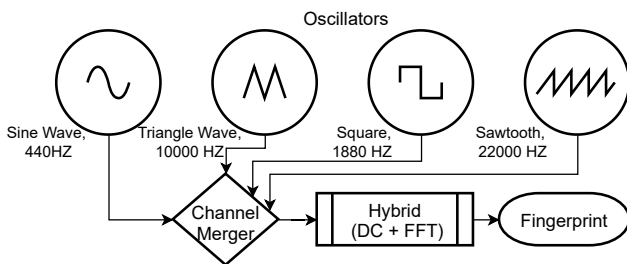 Oscillators
Sine Wave,
440HZ
Triangle Wave,
10000 HZ
Square,
1880 HZ
Sawtooth,
22000 HZ
Channel
Merger
Hybrid
(DC + FFT)
Fingerprint